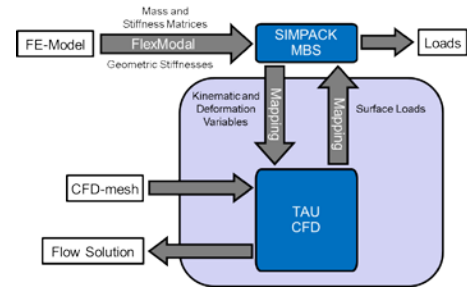 Mass and
Stiffness Matrices
FE-Model
FlexModal
SIMPACK
MBS
Loads
Geometric Stiffnesses
Kinematic and
Deformation
Variables
Mapping
Mapping
Surface Loads
CFD-mesh
TAU
CFD
Flow Solution